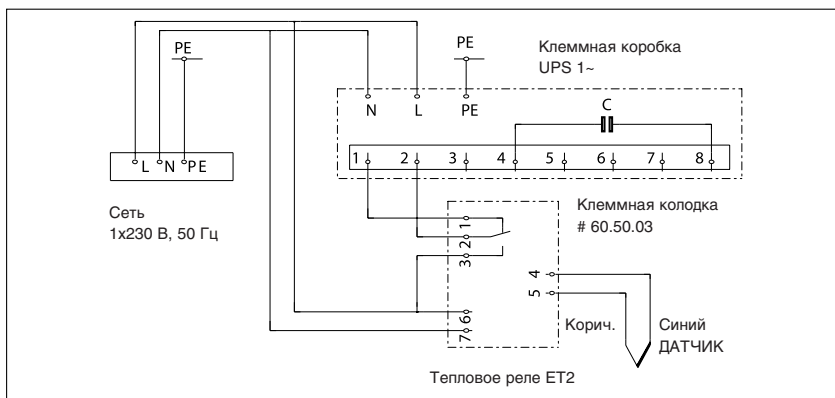 PE
PE
Клеммная коробка
UPS 1~
N L PE
C
L N PE
1 2 3 4 5 6 7 8
Сеть
1x230 В, 50 Гц
Клеммная колодка
# 60.50.03
1
2
3
4
5
6
7
Корич.
Синий
ДАТЧИК
Тепловое реле ET2